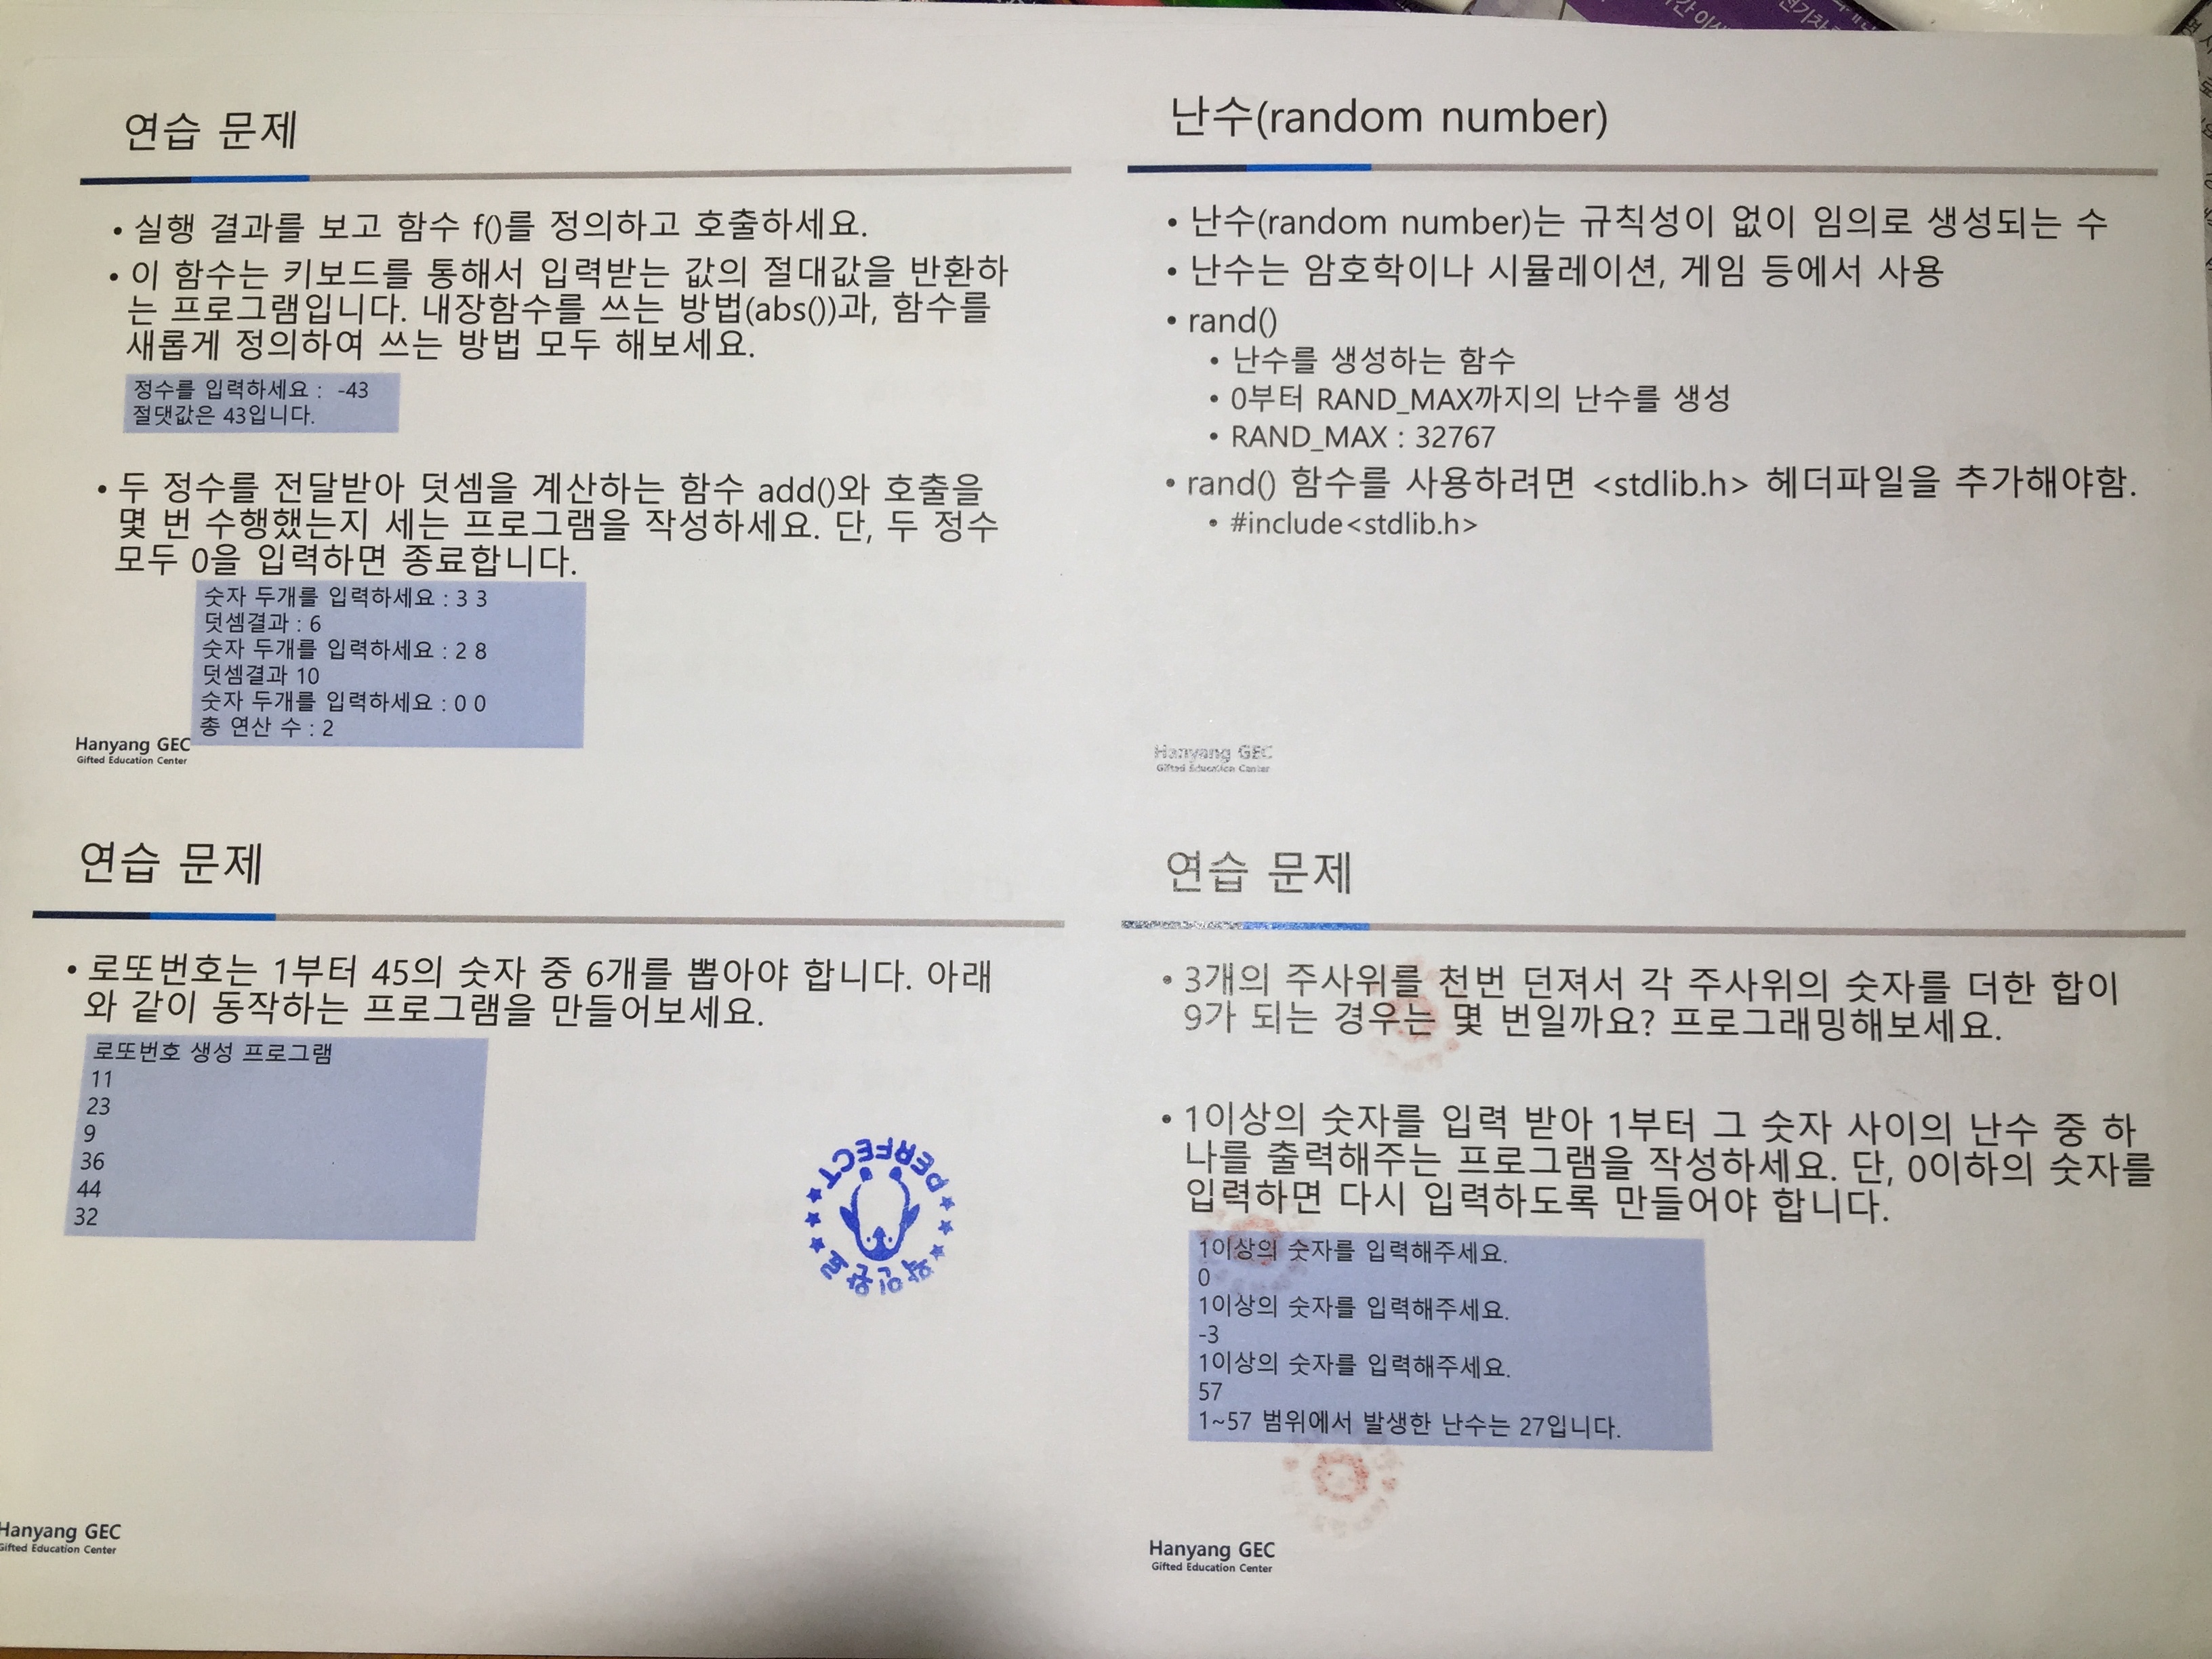 연습 문제
• 실행 결과를 보고 함수 f()를 정의하고 호출하세요.
• 이 함수는 키보드를 통해서 입력받는 값의 절대값을 반환하
는 프로그램입니다. 내장함수를 쓰는 방법(abs())과, 함수를
새롭게 정의하여 쓰는 방법 모두 해보세요.
정수를 입력하세요 : -43
절댓값은 43입니다.
• 두 정수를 전달받아 덧셈을 계산하는 함수 add()와 호출을
몇 번 수행했는지 세는 프로그램을 작성하세요. 단, 두 정수
모두 0을 입력하면 종료합니다.
숫자 두개를 입력하세요 : 3 3
덧셈결과 : 6
숫자 두개를 입력하세요 : 2 8
덧셈결과 10
숫자 두개를 입력하세요 : 0 0
총 연산 수 : 2
Hanyang GEC
Gifted Education Center
난수(random number)
• 난수(random number)는 규칙성이 없이 임의로 생성되는 수
• 난수는 암호학이나 시뮬레이션, 게임 등에서 사용
• rand()
• 난수를 생성하는 함수
• 0부터 RAND_MAX까지의 난수를 생성
• RAND_MAX : 32767
• rand() 함수를 사용하려면 <stdlib.h> 헤더파일을 추가해야함.
• #include<stdlib.h>
Hanyang GEC
Gifted Education Center
연습 문제
• 로또번호는 1부터 45의 숫자 중 6개를 뽑아야 합니다. 아래
와 같이 동작하는 프로그램을 만들어보세요.
로또번호 생성 프로그램
11
23
9
36
44
32
PERFECT
확인완료
Hanyang GEC
Gifted Education Center
연습 문제
• 3개의 주사위를 천번 던져서 각 주사위의 숫자를 더한 합이
9가 되는 경우는 몇 번일까요? 프로그래밍해보세요.
• 1이상의 숫자를 입력 받아 1부터 그 숫자 사이의 난수 중 하
나를 출력해주는 프로그램을 작성하세요. 단, 0이하의 숫자를
입력하면 다시 입력하도록 만들어야 합니다.
1이상의 숫자를 입력해주세요.
0
1이상의 숫자를 입력해주세요.
-3
1이상의 숫자를 입력해주세요.
57
1~57 범위에서 발생한 난수는 27입니다.
Hanyang GEC
Gifted Education Center